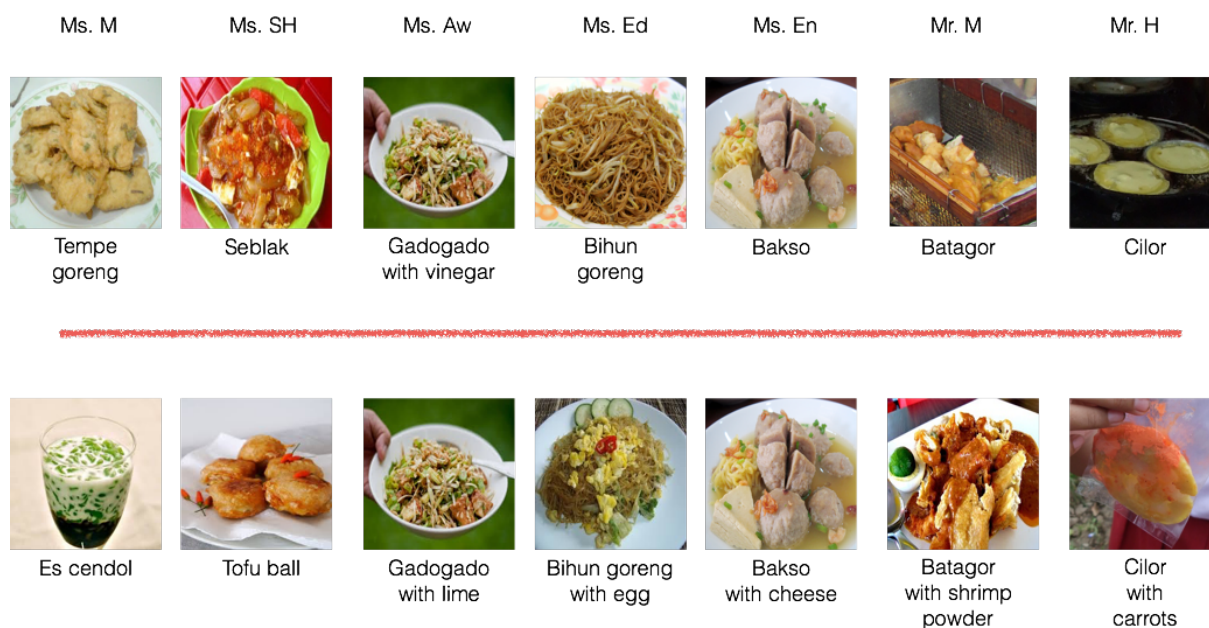 Ms. M Ms. SH Ms. Aw Ms. Ed Ms. En Mr. M Mr. H
Tempe goreng
Seblak
Gadogado with vinegar
Bihun goreng
Bakso
Batagor
Cilor
Es cendol
Tofu ball
Gadogado with lime
Bihun goreng with egg
Bakso with cheese
Batagor with shrimp powder
Cilor with carrots